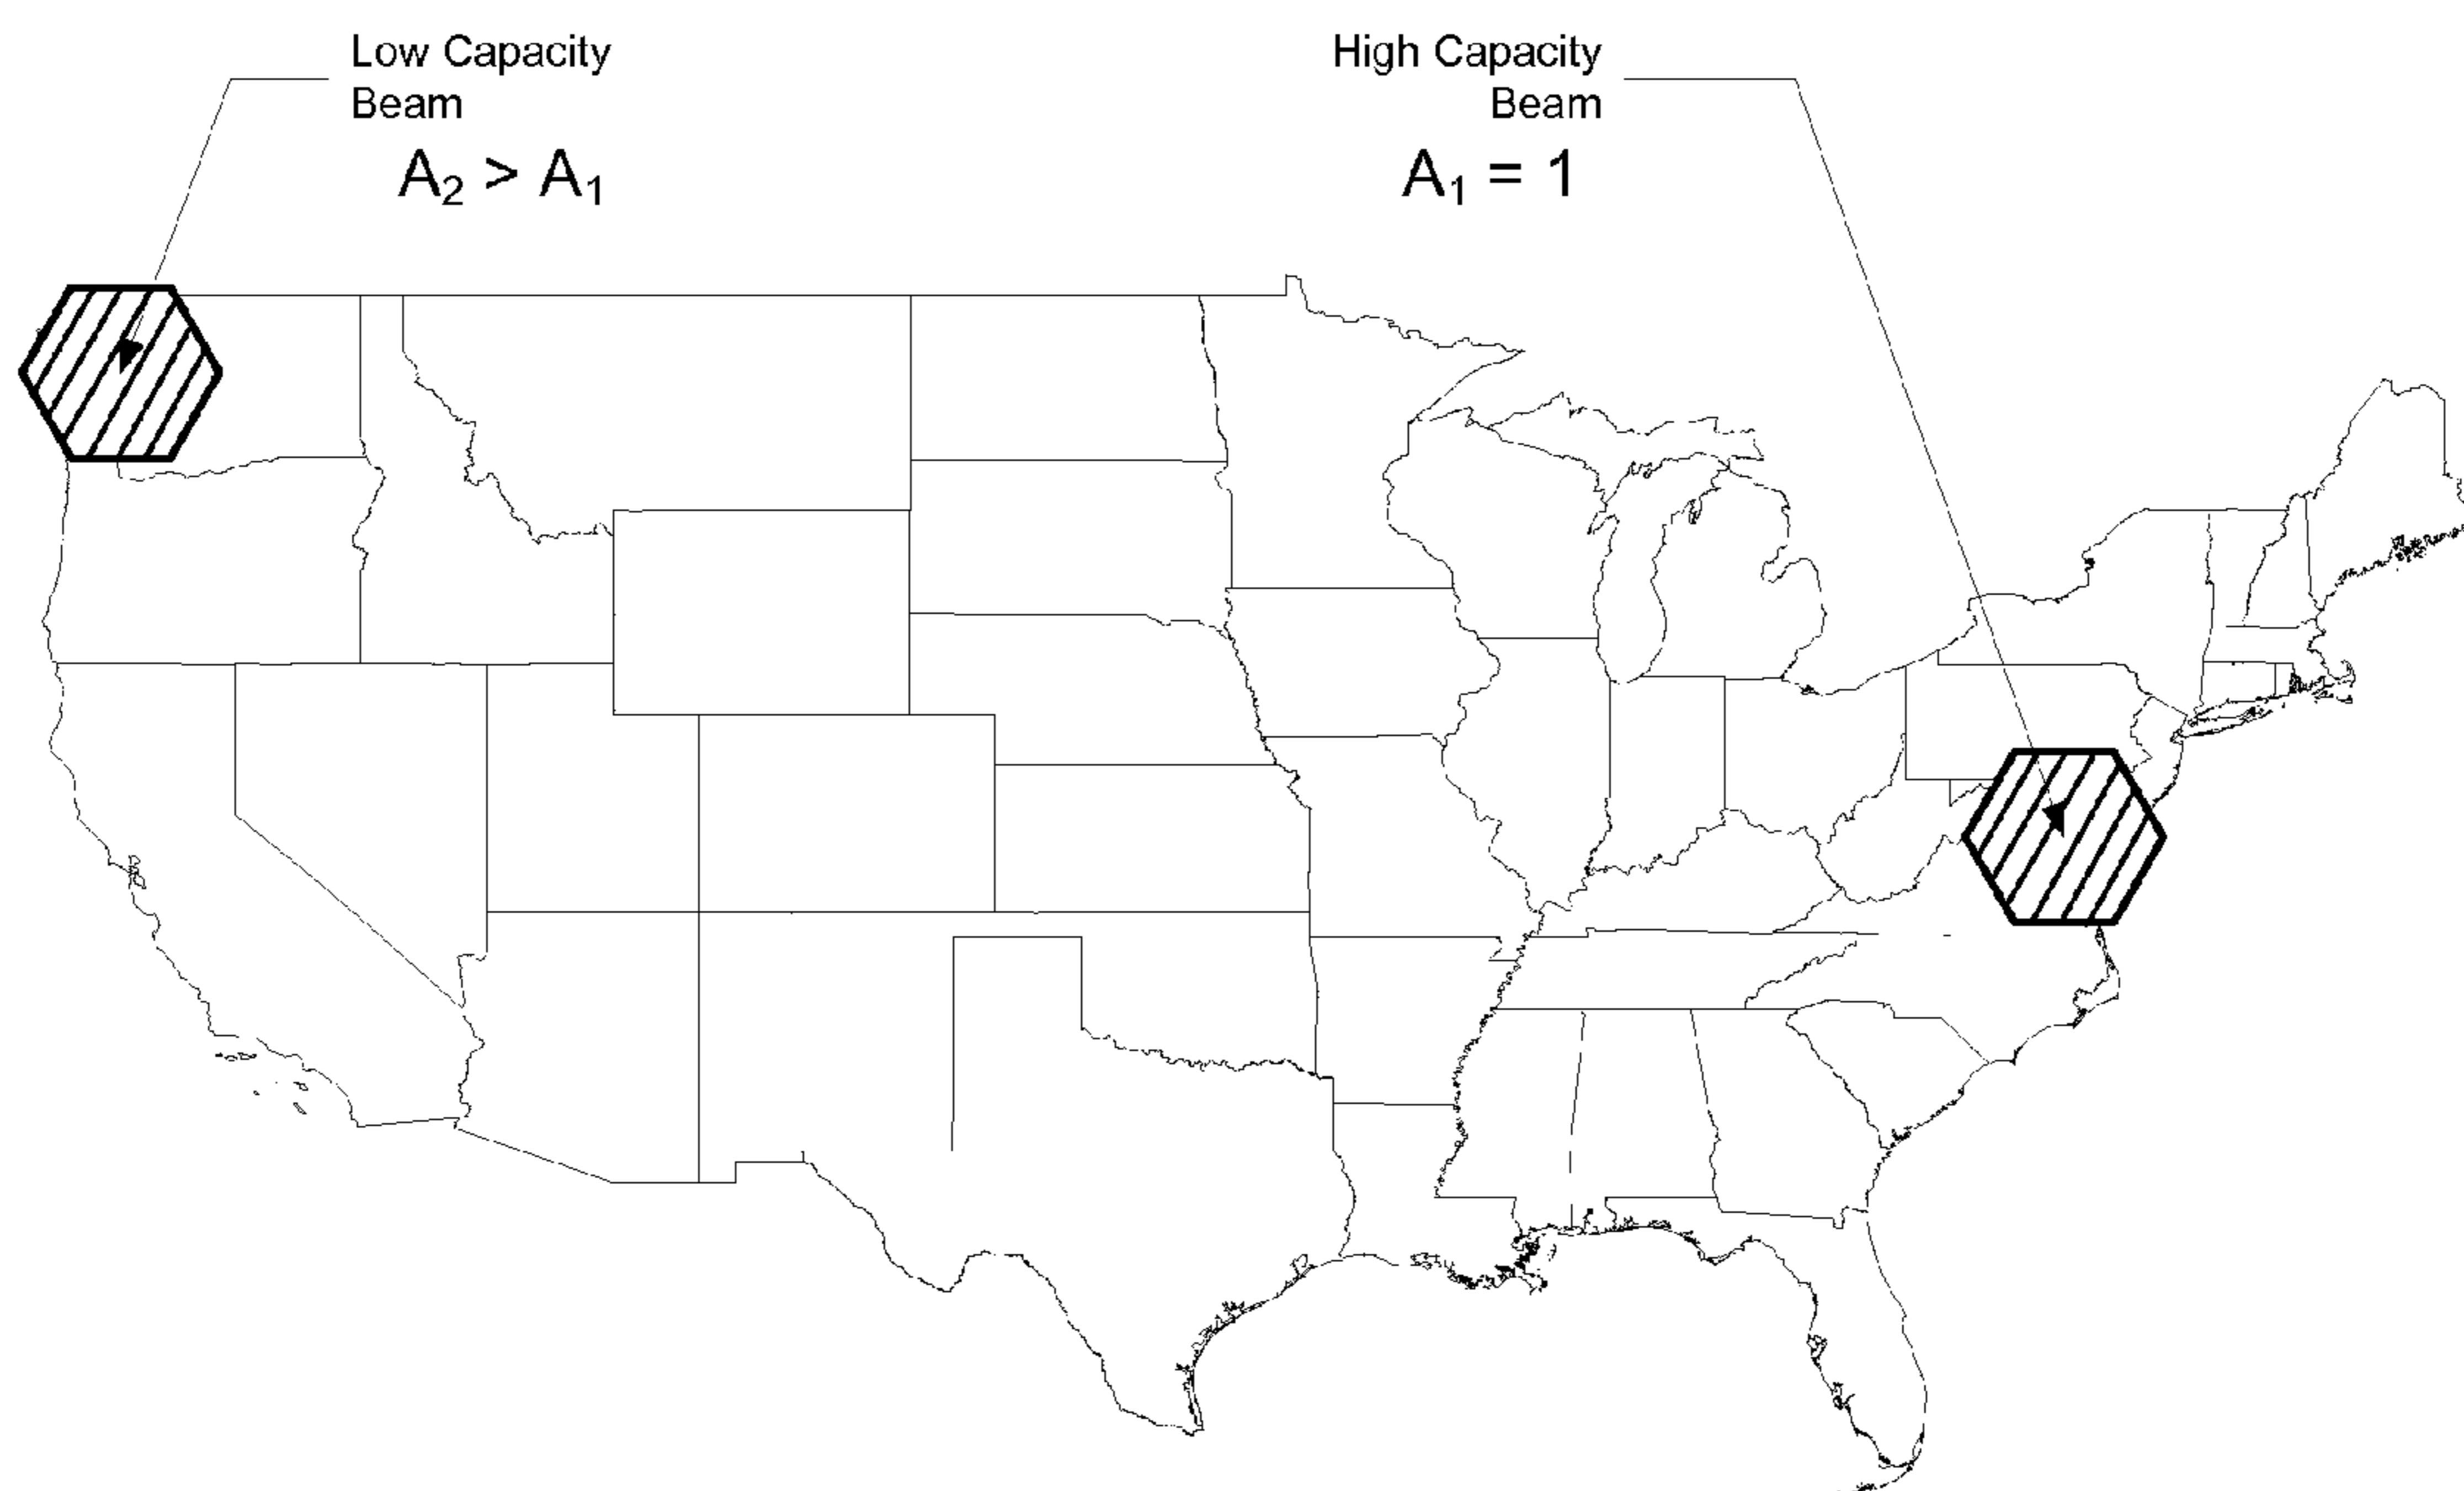 Low Capacity
Beam
A₂ > A₁
High Capacity
Beam
A₁ = 1